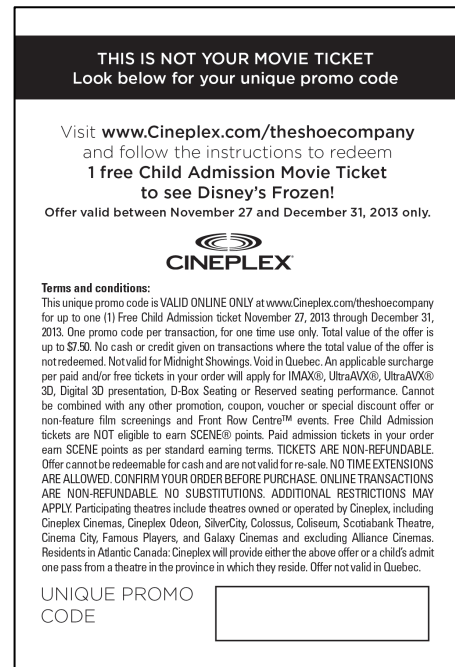 THIS IS NOT YOUR MOVIE TICKET
Look below for your unique promo code
Visit www.Cineplex.com/theshoecompany
and follow the instructions to redeem
1 free Child Admission Movie Ticket
to see Disney's Frozen!
Offer valid between November 27 and December 31, 2013 only.
CINEPLEX
Terms and conditions:
This unique promo code is VALID ONLINE ONLY at www.Cineplex.com/theshoecompany
for up to one (1) Free Child Admission ticket November 27, 2013 through December 31,
2013. One promo code per transaction, for one time use only. Total value of the offer is
up to $7.50. No cash or credit given on transactions where the total value of the offer is
not redeemed. Not valid for Midnight Showings. Void in Quebec. An applicable surcharge
per paid and/or free tickets in your order will apply for IMAX®, UltraAVX®, UltraAVX®
3D, Digital 3D presentation, D-Box Seating or Reserved seating performance. Cannot
be combined with any other promotion, coupon, voucher or special discount offer or
non-feature film screenings and Front Row Centre™ events. Free Child Admission
tickets are NOT eligible to earn SCENE® points. Paid admission tickets in your order
earn SCENE points as per standard earning terms. TICKETS ARE NON-REFUNDABLE.
Offer cannot be redeemable for cash and are not valid for re-sale. NO TIME EXTENSIONS
ARE ALLOWED. CONFIRM YOUR ORDER BEFORE PURCHASE. ONLINE TRANSACTIONS
ARE NON-REFUNDABLE. NO SUBSTITUTIONS. ADDITIONAL RESTRICTIONS MAY
APPLY. Participating theatres include theatres owned or operated by Cineplex, including
Cineplex Cinemas, Cineplex Odeon, SilverCity, Colossus, Coliseum, Scotiabank Theatre,
Cinema City, Famous Players, and Galaxy Cinemas and excluding Alliance Cinemas.
Residents in Atlantic Canada: Cineplex will provide either the above offer or a child's admit
one pass from a theatre in the province in which they reside. Offer not valid in Quebec.
UNIQUE PROMO
CODE